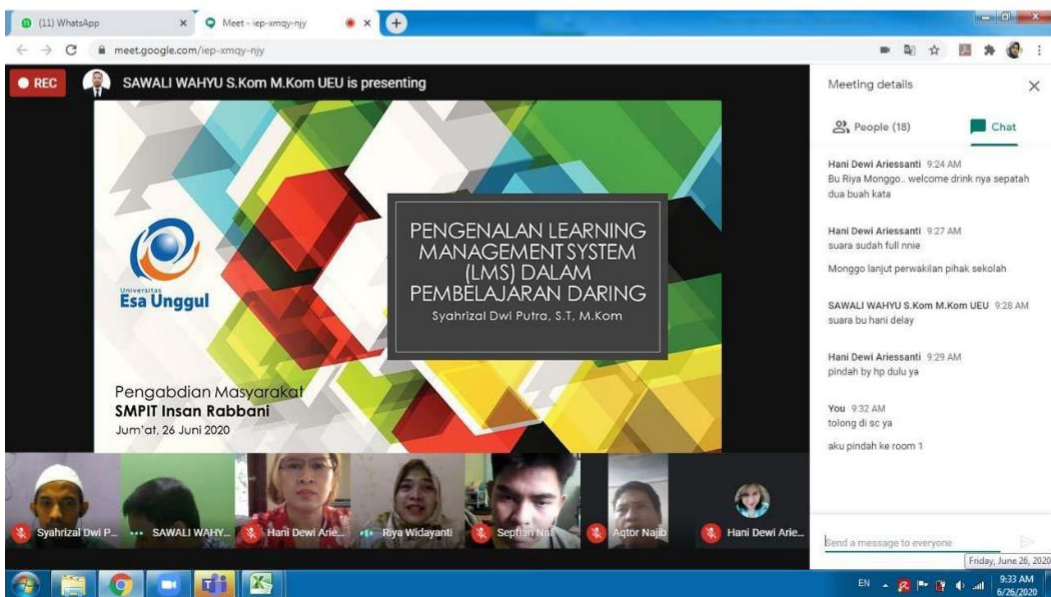 (11) WhatsApp
Meet - iep-xmqy-njy
meet.google.com/iep-xmqy-njy
REC
SAWALI WAHYU S.Kom M.Kom UEU is presenting
Universitas
Esa Unggul
PENGENALAN LEARNING
MANAGEMENT SYSTEM
(LMS) DALAM
PEMBELAJARAN DARING
Syahrizal Dwi Putra, S.T, M.Kom
Pengabdian Masyarakat
SMPIT Insan Rabbani
Jum'at, 26 Juni 2020
Syahrizal Dwi P...
SAWALI WAHY...
Hani Dewi Arie...
Riya Widayanti
Septian Naf
Aqtor Najib
Hani Dewi Arie...
Meeting details
People (18)
Chat
Hani Dewi Ariessanti 9:24 AM
Bu Riya Monggo.. welcome drink nya sepatah
dua buah kata
Hani Dewi Ariessanti 9:27 AM
suara sudah full nnie
Monggo lanjut perwakilan pihak sekolah
SAWALI WAHYU S.Kom M.Kom UEU 9:28 AM
suara bu hani delay
Hani Dewi Ariessanti 9:29 AM
pindah by hp dulu ya
You 9:32 AM
tolong di sc ya
aku pindah ke room 1
Send a message to everyone
Friday, June 26, 2020
EN
9:33 AM
6/26/2020